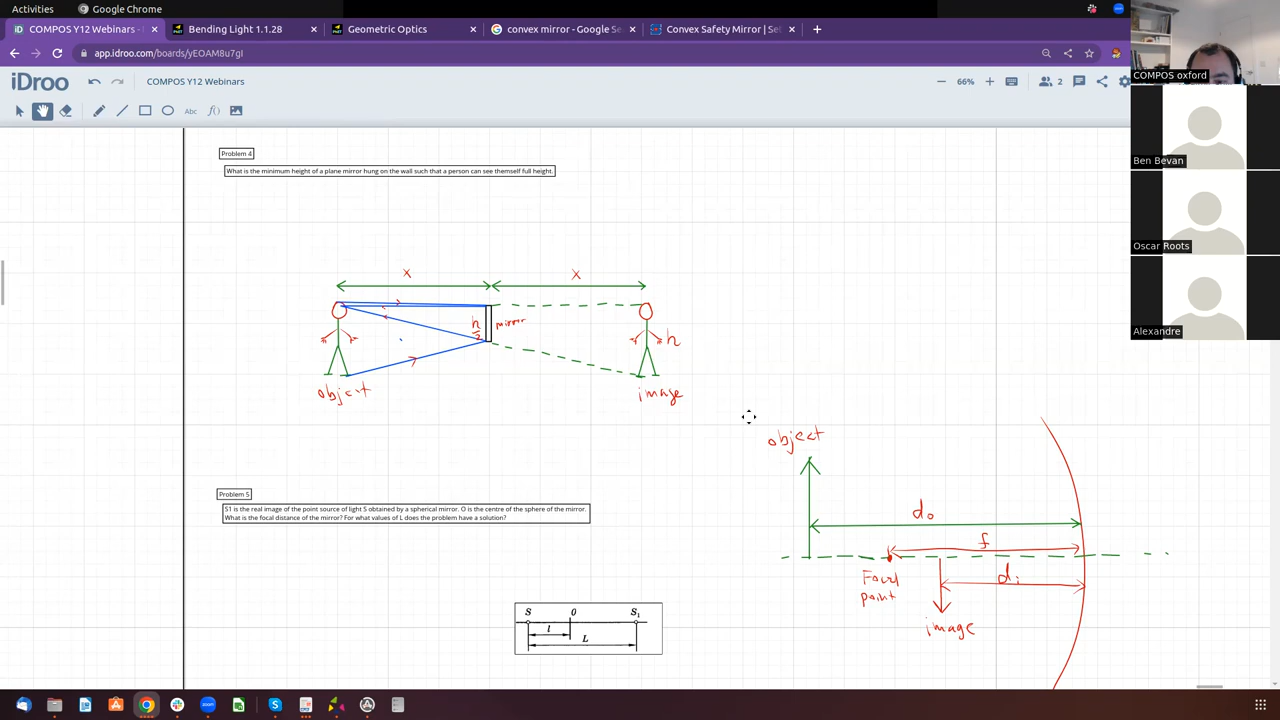 Activities
COMPOS Y12 Webinars -
Bending Light 1.1.28
Geometric Optics
convex mirror - Google Se
Convex Safety Mirror | Se
app.idroo.com/boards/yEOAM8u7gI
iDroo
COMPOS Y12 Webinars
66%
2
Abc
f()
COMPOS oxford
Ben Bevan
Oscar Roots
Alexandre
Problem 4
What is the minimum height of a plane mirror hung on the wall such that a person can see themself full height.
x
x
h/2
mirror
h
object
image
object
d₀
f
Focal
point
dᵢ
image
Problem 5
S1 is the real image of the point source of light S obtained by a spherical mirror. O is the centre of the sphere of the mirror.
What is the focal distance of the mirror? For what values of L does the problem have a solution?
S O S₁
l
L